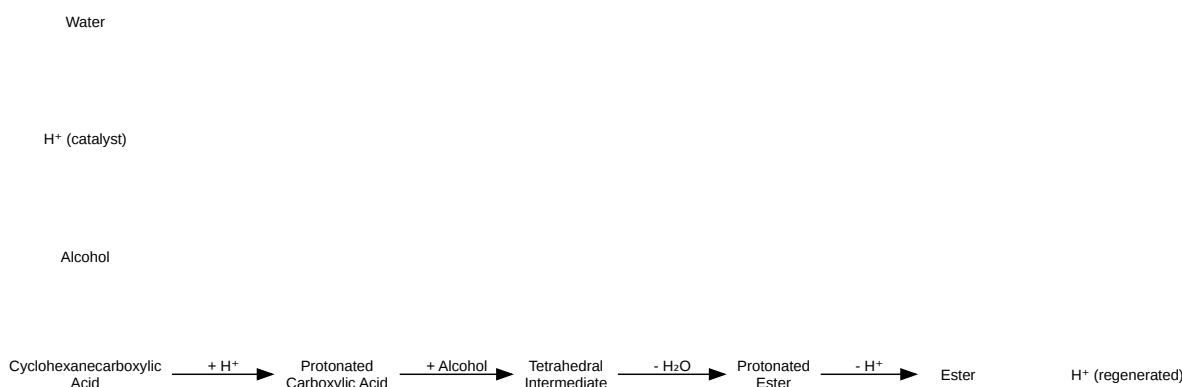 Water
H⁺ (catalyst)
Alcohol
Cyclohexanecarboxylic
Acid
+ H⁺
Protonated
Carboxylic Acid
+ Alcohol
Tetrahedral
Intermediate
- H₂O
Protonated
Ester
- H⁺
Ester
H⁺ (regenerated)